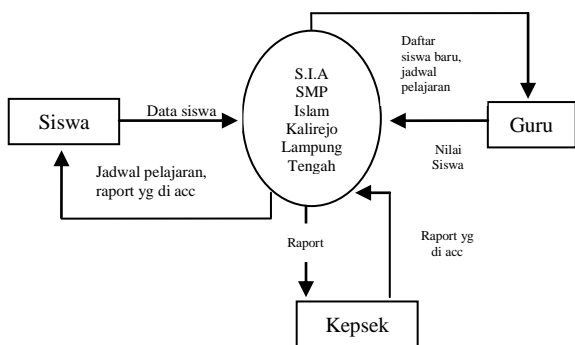 Daftar
siswa baru,
jadwal
pelajaran
S.I.A
SMP
Islam
Kalirejo
Lampung
Tengah
Siswa
Data siswa
Guru
Nilai
Siswa
Jadwal pelajaran,
raport yg di acc
Raport
Raport yg
di acc
Kepsek